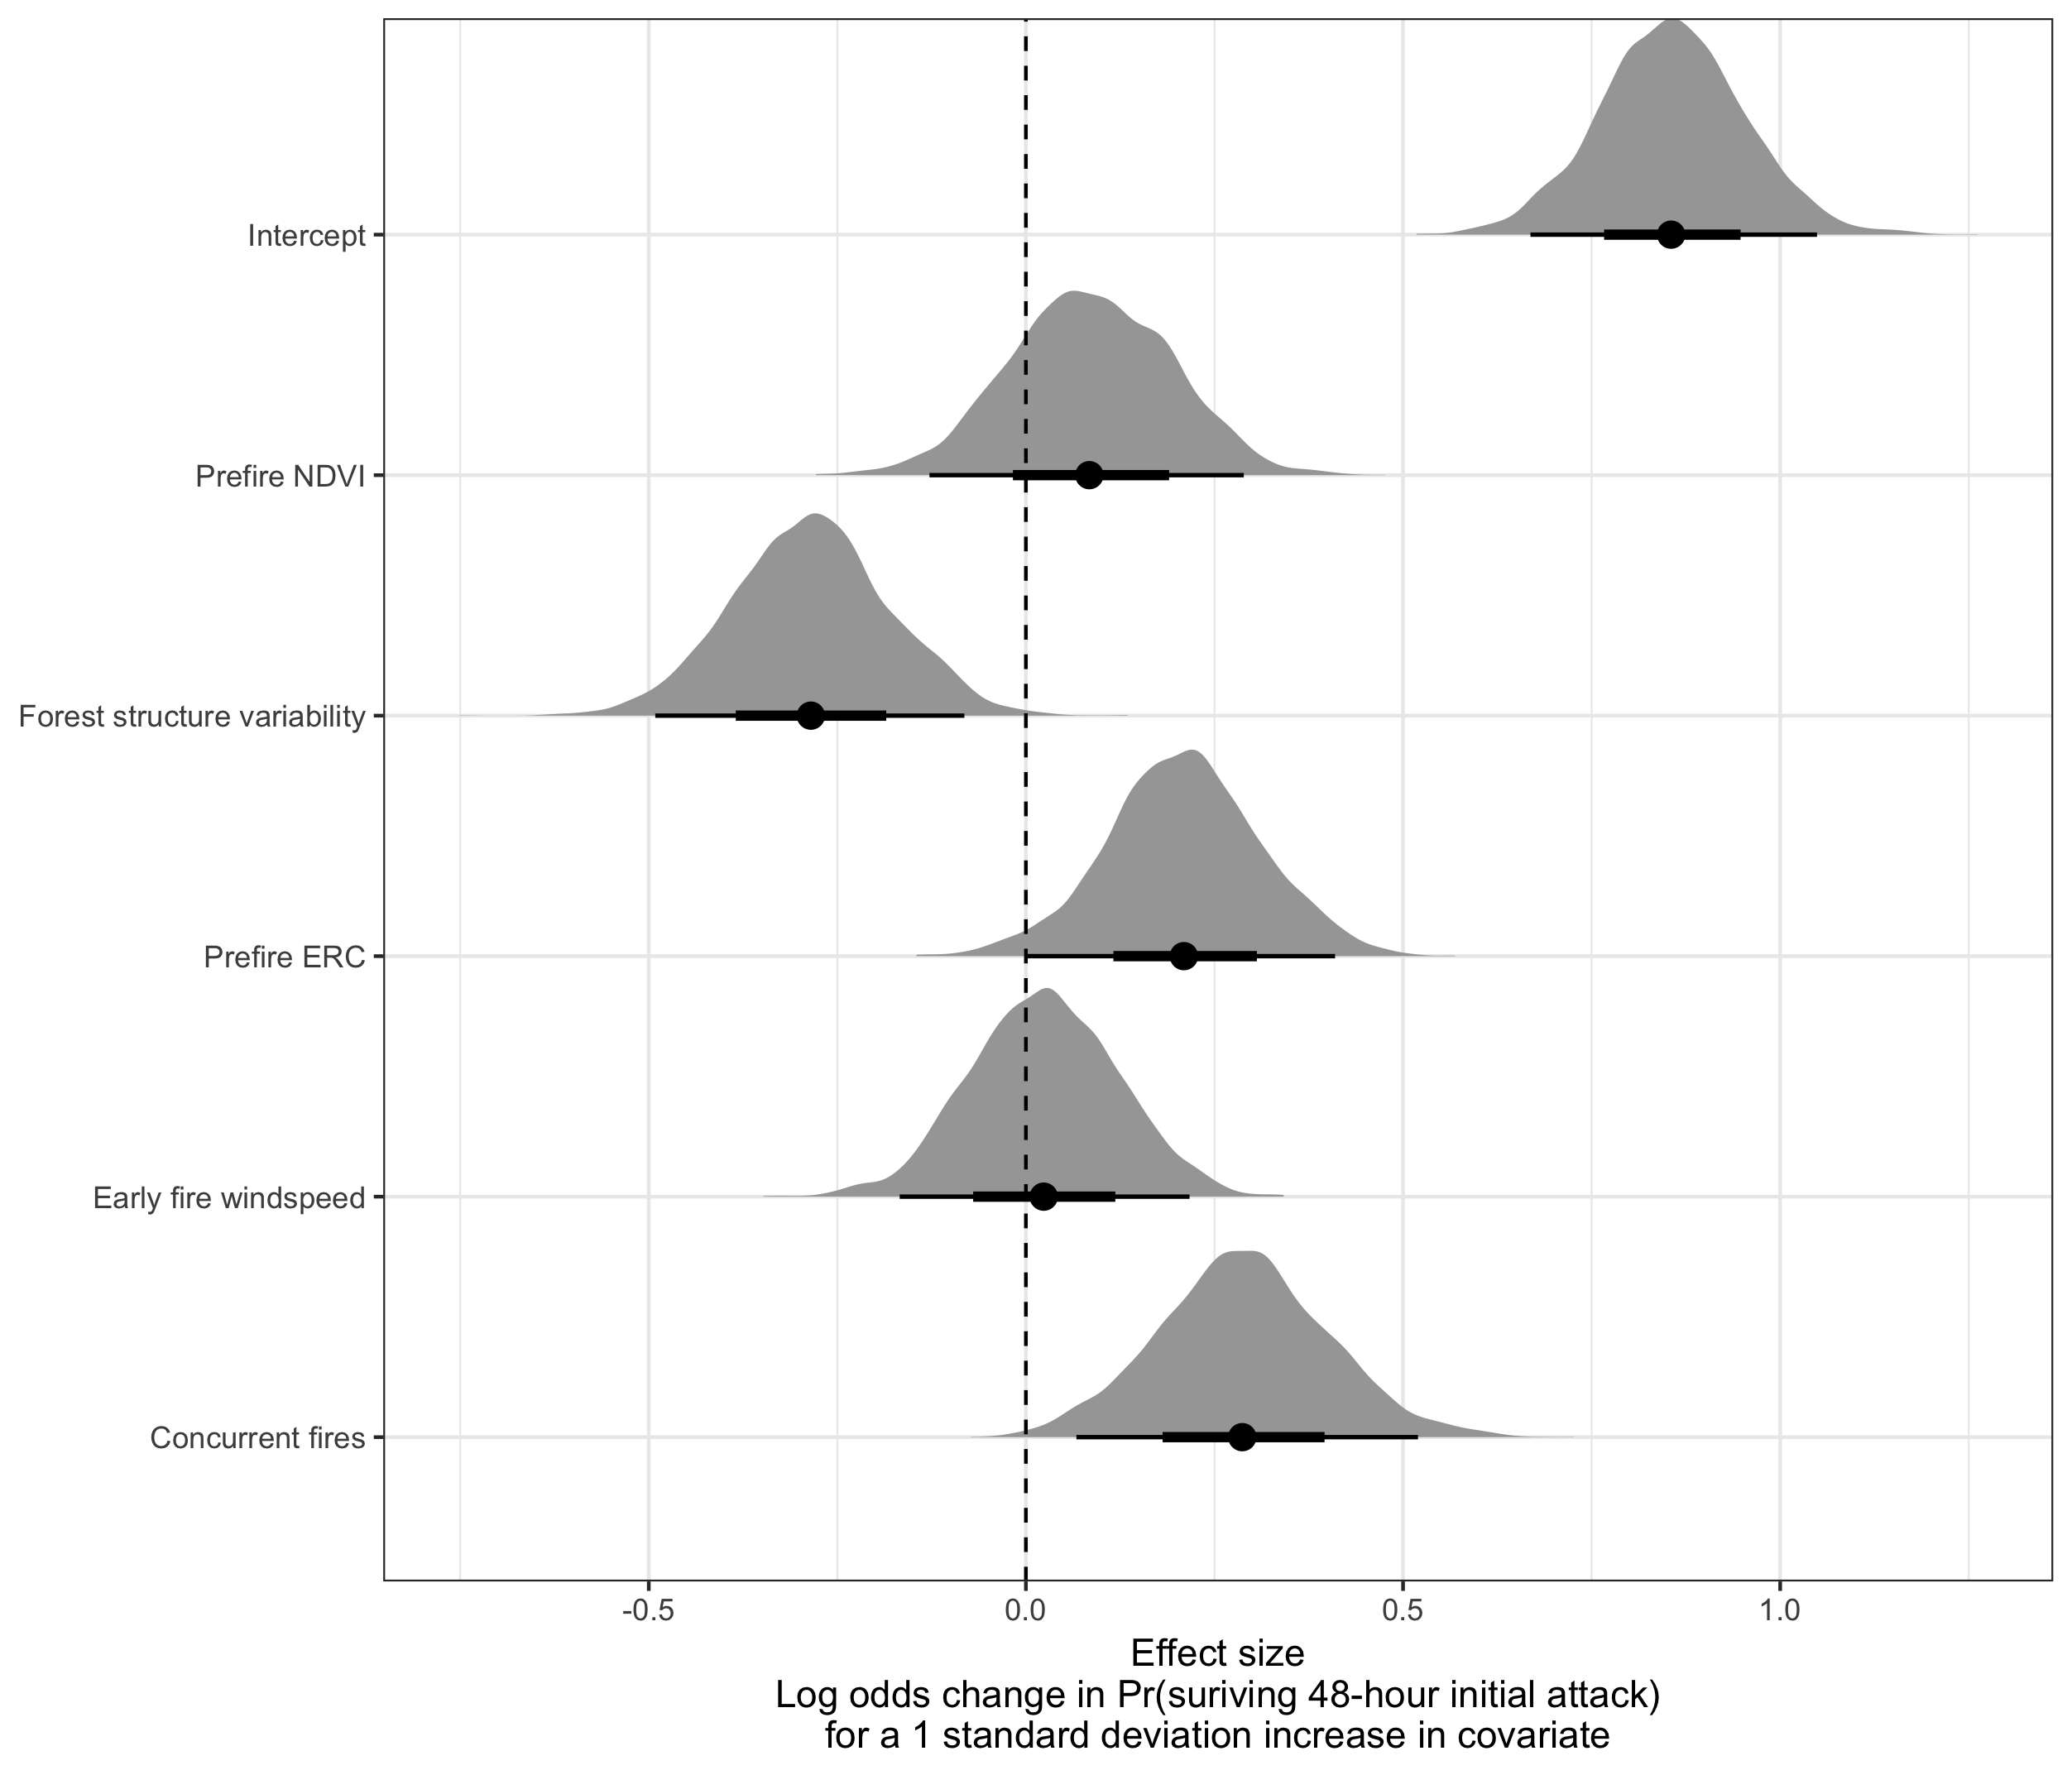 Intercept
Prefire NDVI
Forest structure variability
Prefire ERC
Early fire windspeed
Concurrent fires
-0.5 0.0 0.5 1.0
Effect size
Log odds change in Pr(suriving 48-hour initial attack)
for a 1 standard deviation increase in covariate